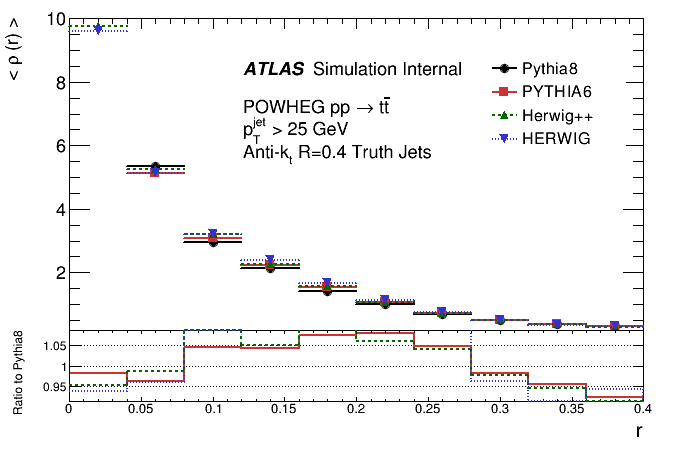 < ρ (r) >
10
8
6
4
2
ATLAS Simulation Internal
POWHEG pp → tt̄
p_T^jet > 25 GeV
Anti-k_t R=0.4 Truth Jets
Pythia8
PYTHIA6
Herwig++
HERWIG
Ratio to Pythia8
1.05
1
0.95
0 0.05 0.1 0.15 0.2 0.25 0.3 0.35 0.4
r